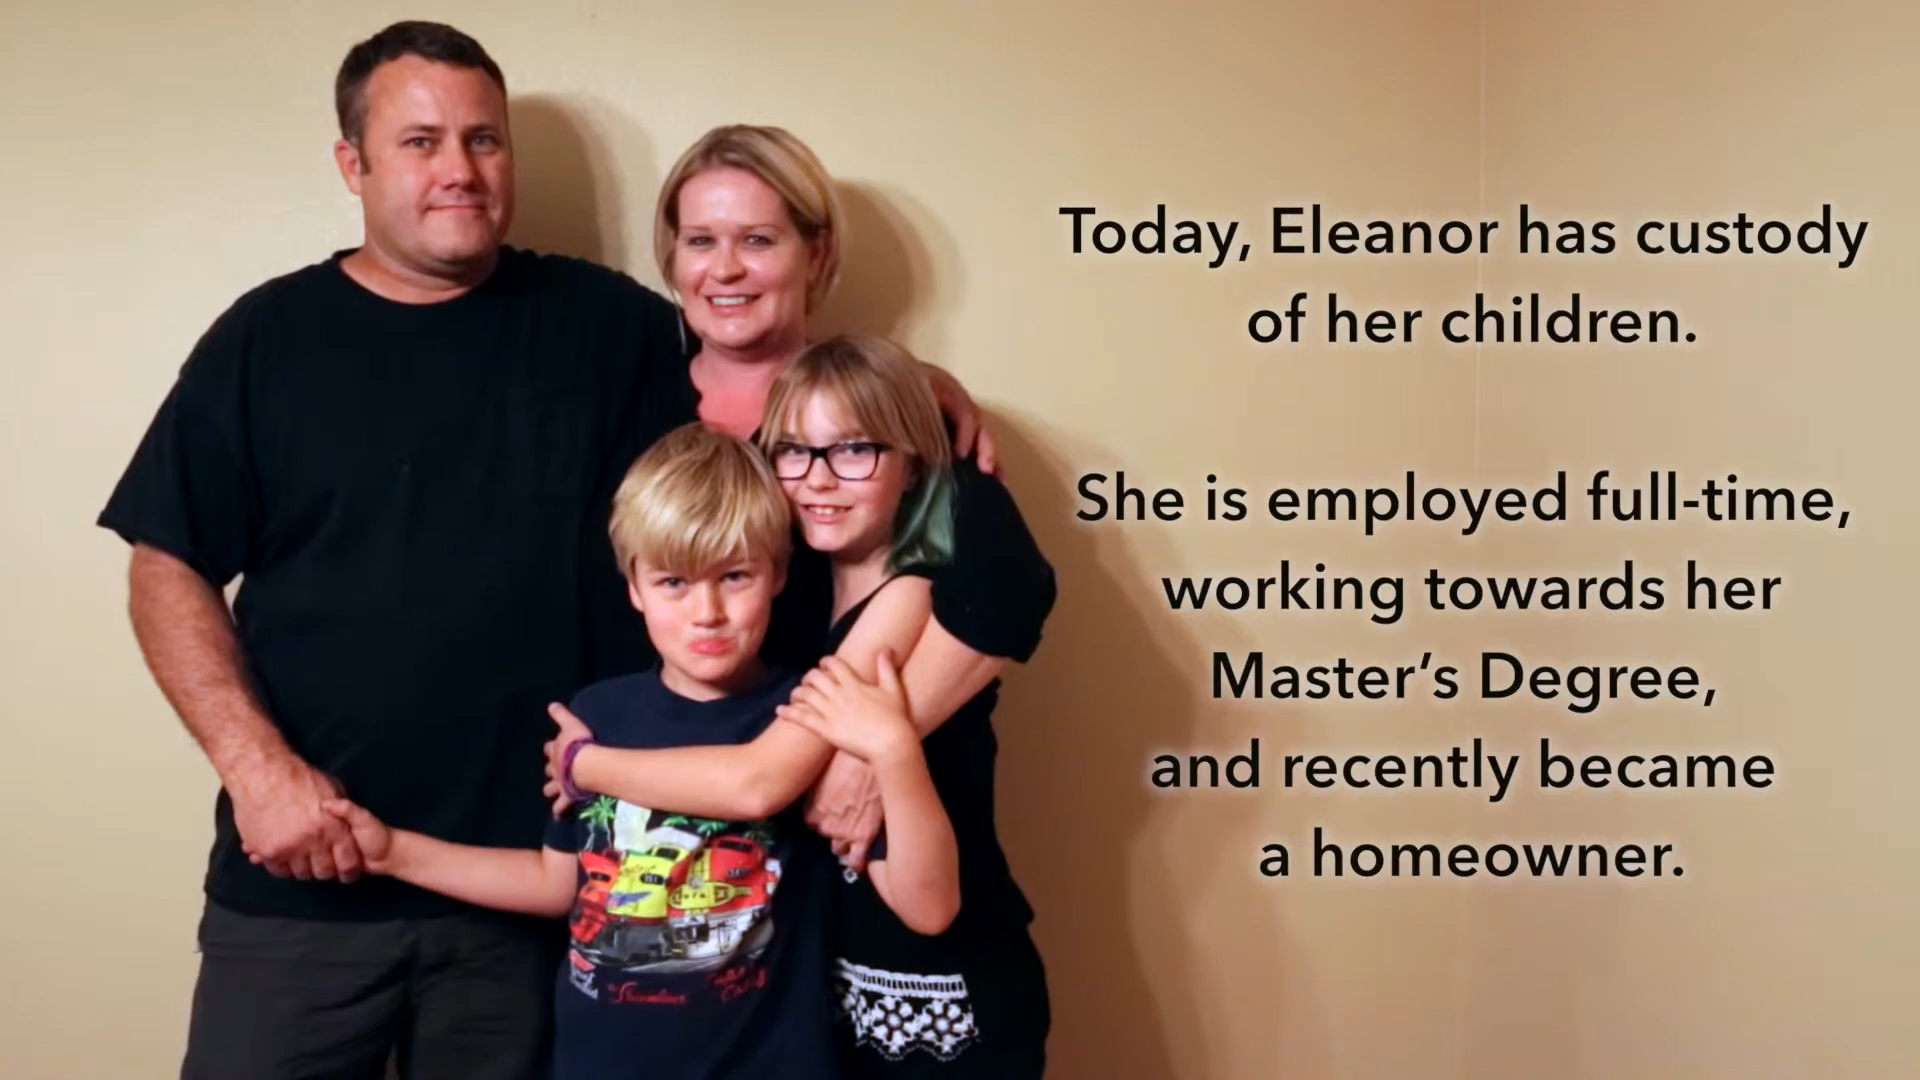 Today, Eleanor has custody
of her children.
She is employed full-time,
working towards her
Master’s Degree,
and recently became
a homeowner.